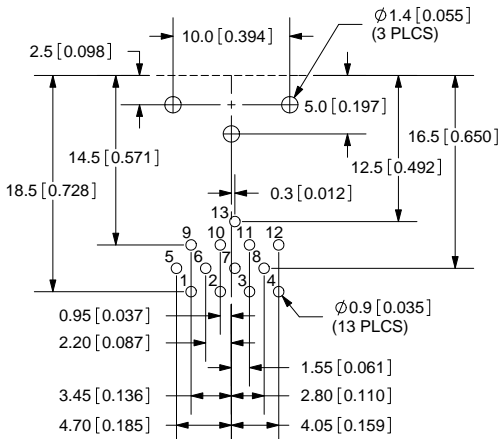 10.0 [0.394]
Ø1.4 [0.055]
(3 PLCS)
2.5 [0.098]
5.0 [0.197]
16.5 [0.650]
14.5 [0.571]
12.5 [0.492]
18.5 [0.728]
0.3 [0.012]
13
9 10 11 12
5 6 7 8
1 2 3 4
0.95 [0.037]
Ø0.9 [0.035]
(13 PLCS)
2.20 [0.087]
1.55 [0.061]
3.45 [0.136]
2.80 [0.110]
4.70 [0.185]
4.05 [0.159]